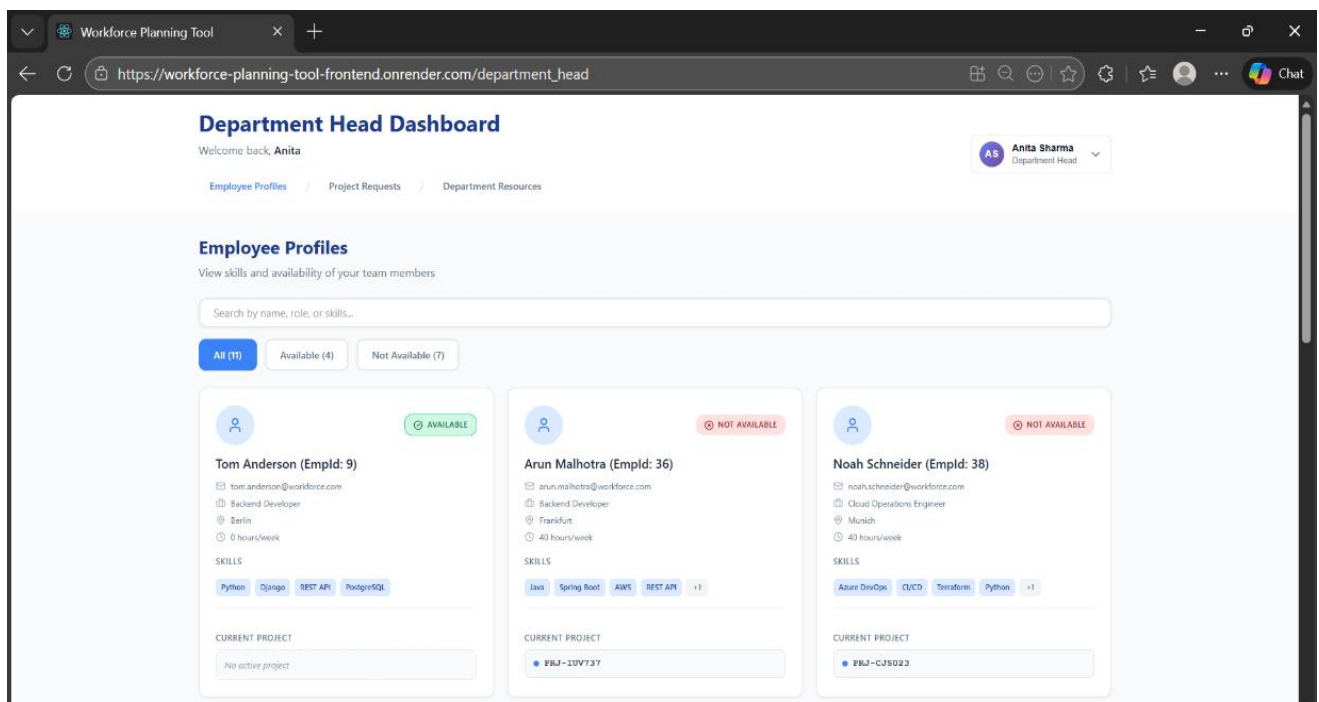 Workforce Planning Tool
https://workforce-planning-tool-frontend.onrender.com/department_head
Chat
Department Head Dashboard
Welcome back, Anita
AS
Anita Sharma
Department Head
Employee Profiles / Project Requests / Department Resources
Employee Profiles
View skills and availability of your team members
Search by name, role, or skills...
All (11)
Available (4)
Not Available (7)
AVAILABLE
Tom Anderson (EmpId: 9)
tom.anderson@workforce.com
Backend Developer
Berlin
0 hours/week
SKILLS
Python Django REST API PostgreSQL
CURRENT PROJECT
No active project
NOT AVAILABLE
Arun Malhotra (EmpId: 36)
arun.malhotra@workforce.com
Backend Developer
Frankfurt
40 hours/week
SKILLS
Java Spring Boot AWS REST API +1
CURRENT PROJECT
PRJ-IUV737
NOT AVAILABLE
Noah Schneider (EmpId: 38)
noah.schneider@workforce.com
Cloud Operations Engineer
Munich
40 hours/week
SKILLS
Azure DevOps CI/CD Terraform Python +1
CURRENT PROJECT
PRJ-CJS023